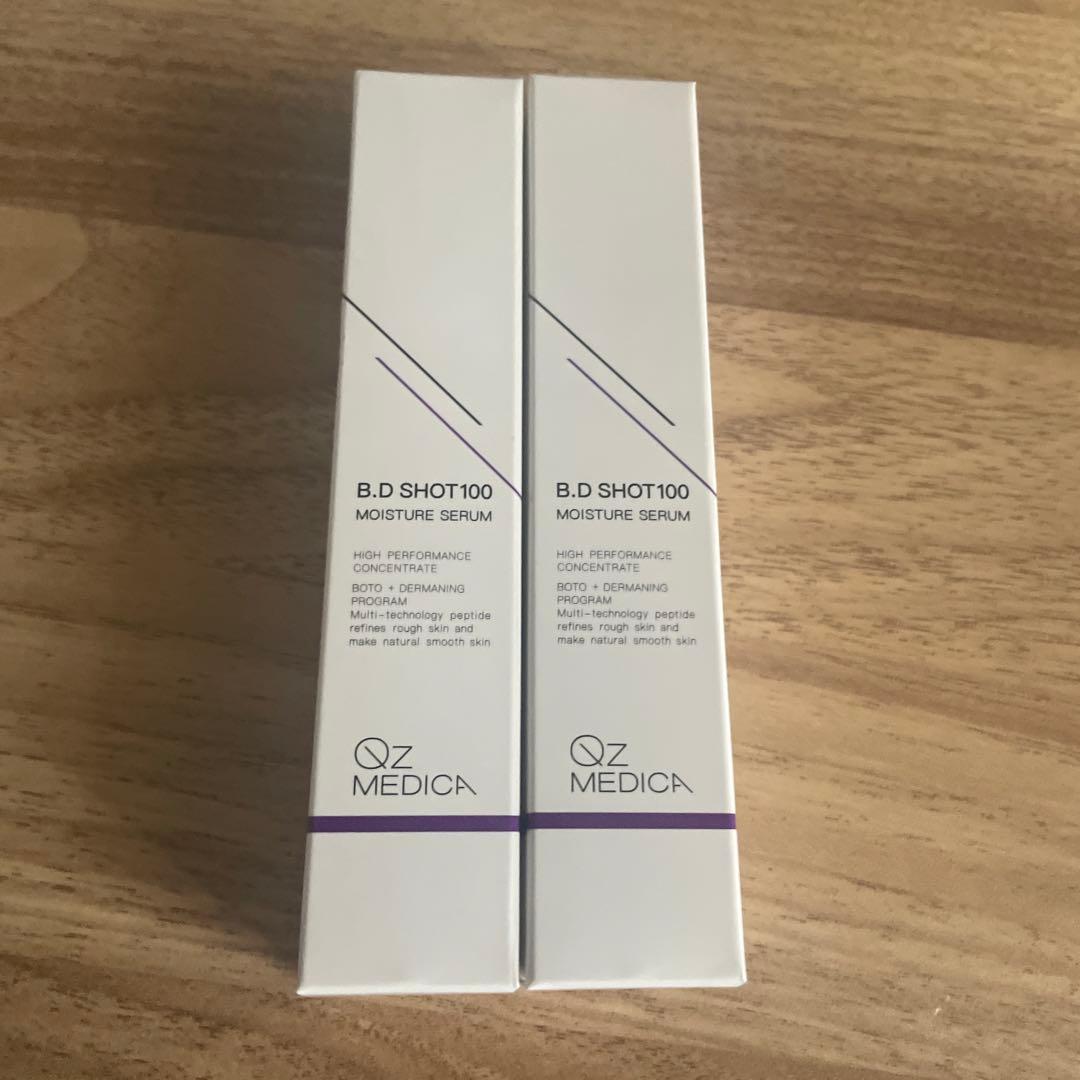 B.D SHOT100
MOISTURE SERUM
HIGH PERFORMANCE
CONCENTRATE
BOTO + DERMANING
PROGRAM
Multi-technology peptide
refines rough skin and
make natural smooth skin
Qz
MEDICA
B.D SHOT100
MOISTURE SERUM
HIGH PERFORMANCE
CONCENTRATE
BOTO + DERMANING
PROGRAM
Multi-technology peptide
refines rough skin and
make natural smooth skin
Qz
MEDICA